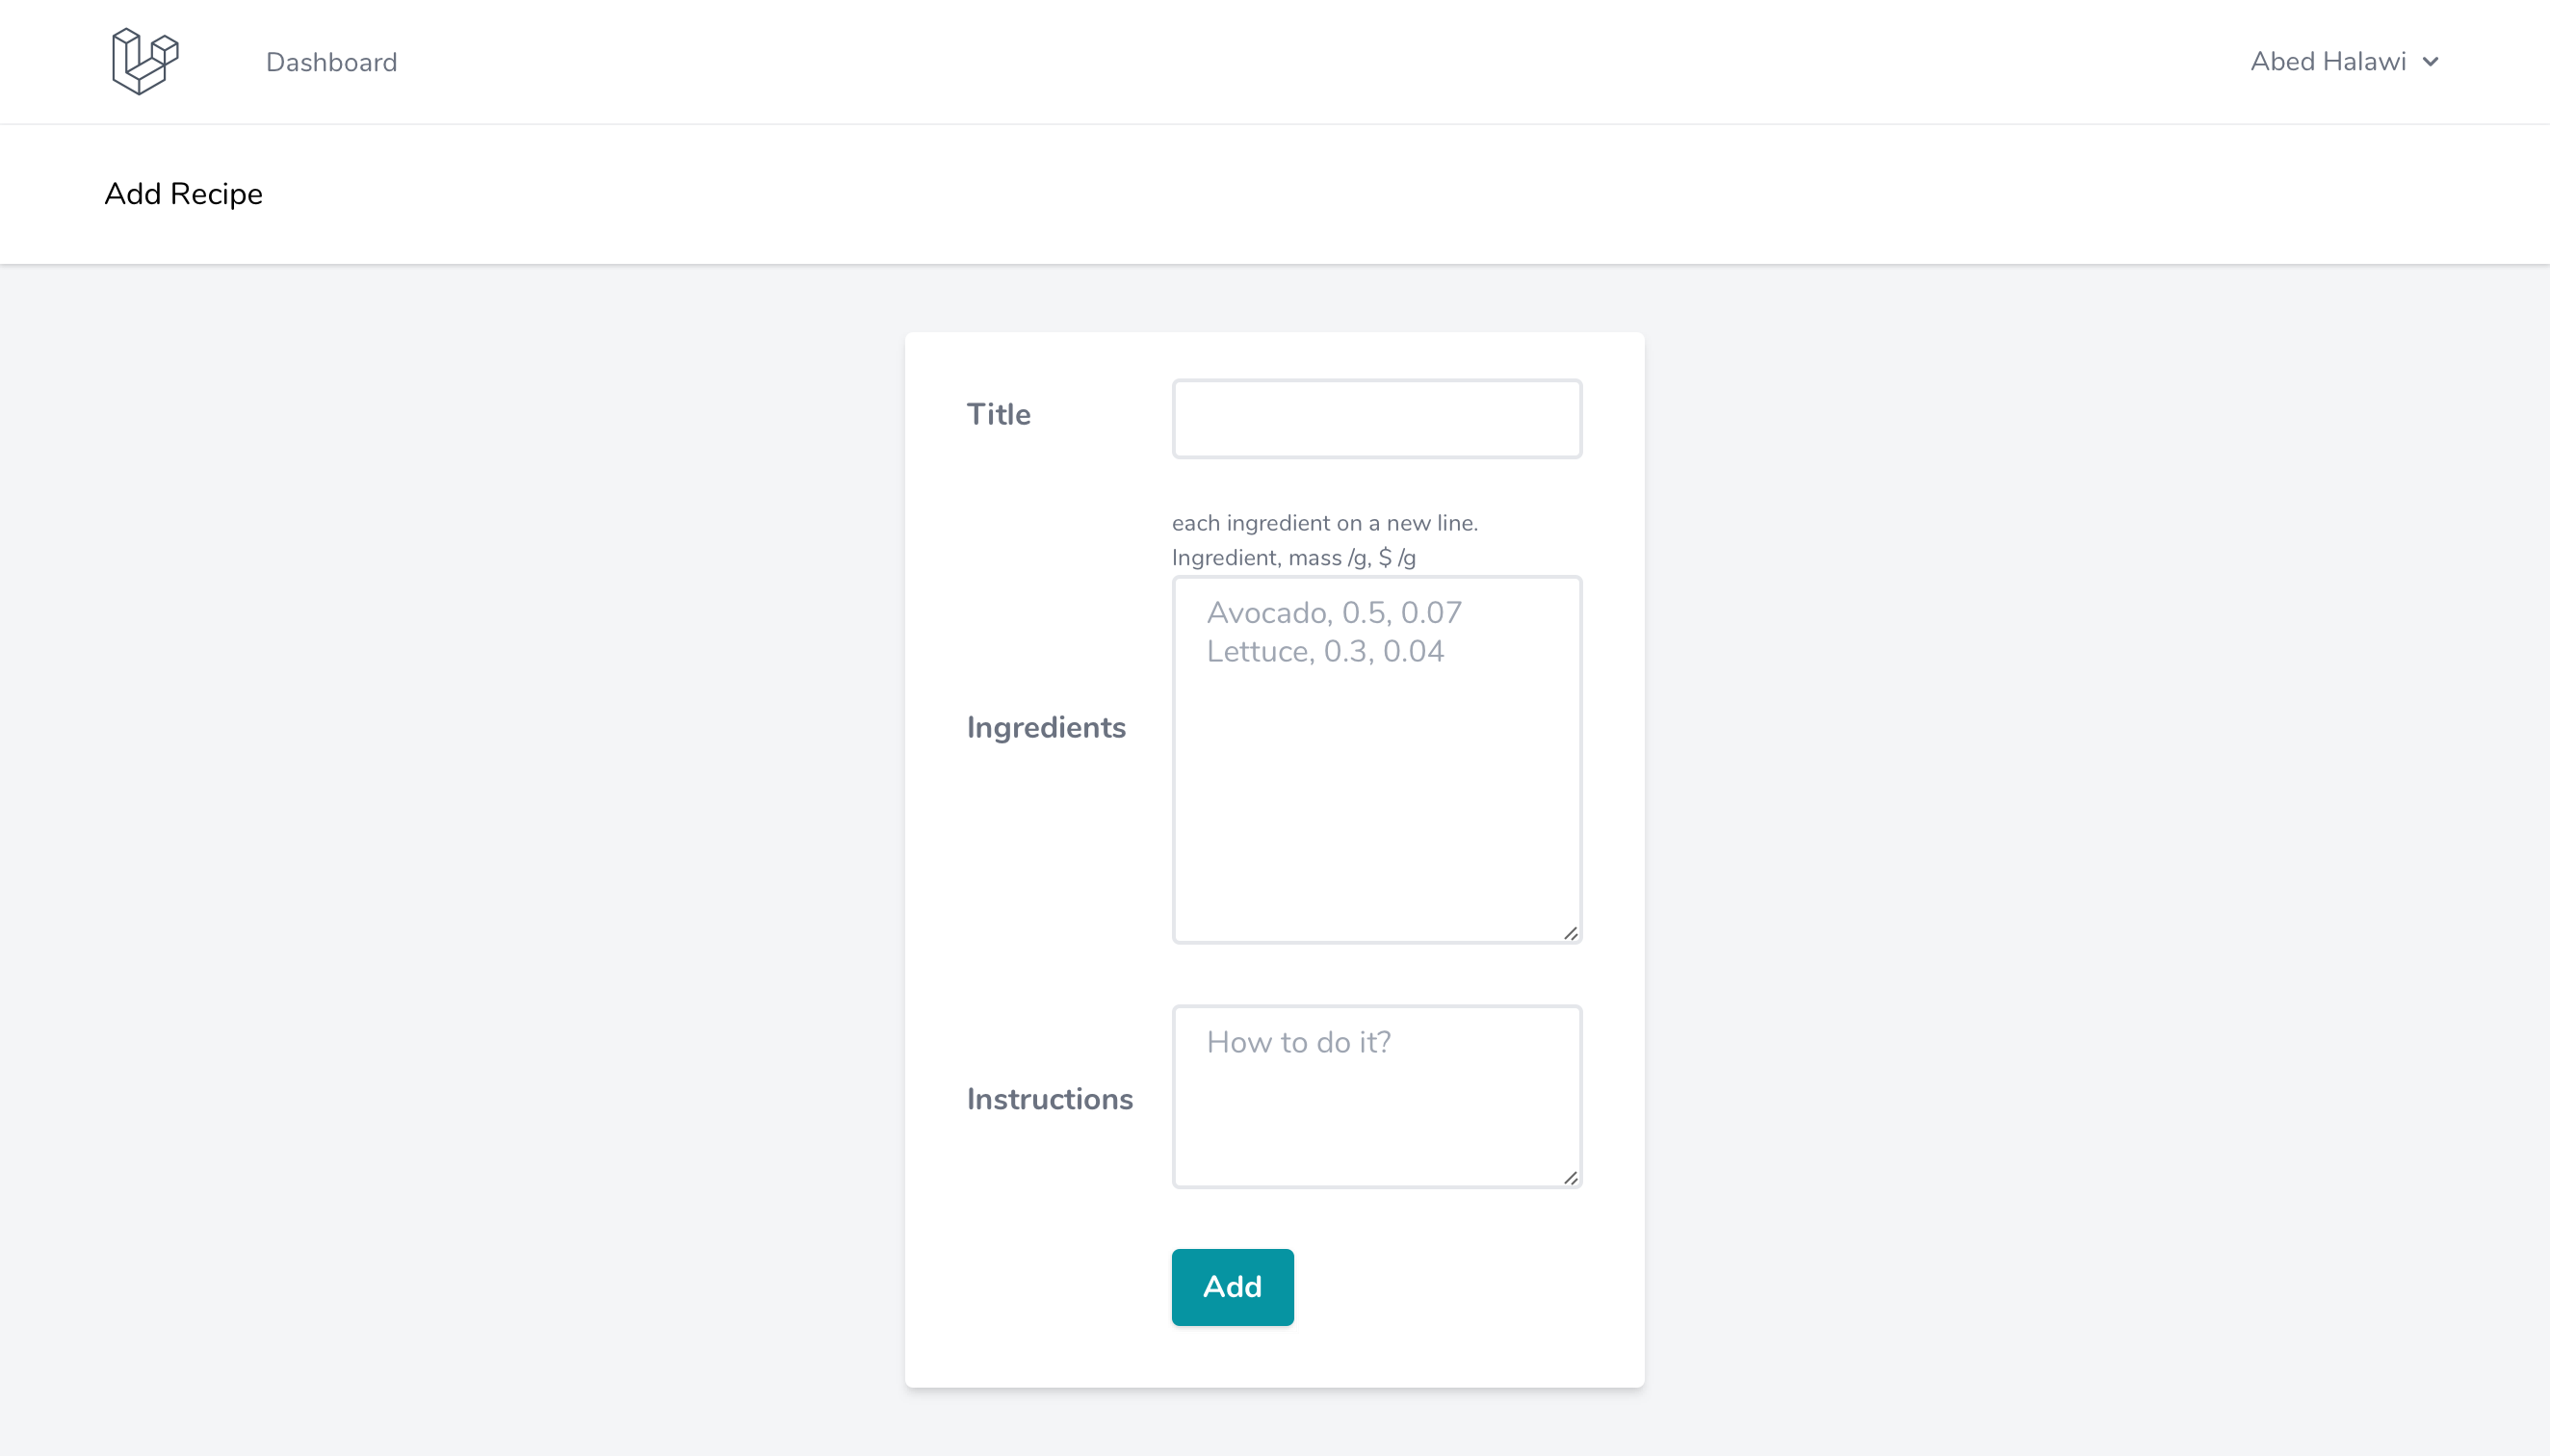 Dashboard
Abed Halawi
Add Recipe
Title
each ingredient on a new line.
Ingredient, mass /g, $ /g
Avocado, 0.5, 0.07
Lettuce, 0.3, 0.04
Ingredients
How to do it?
Instructions
Add